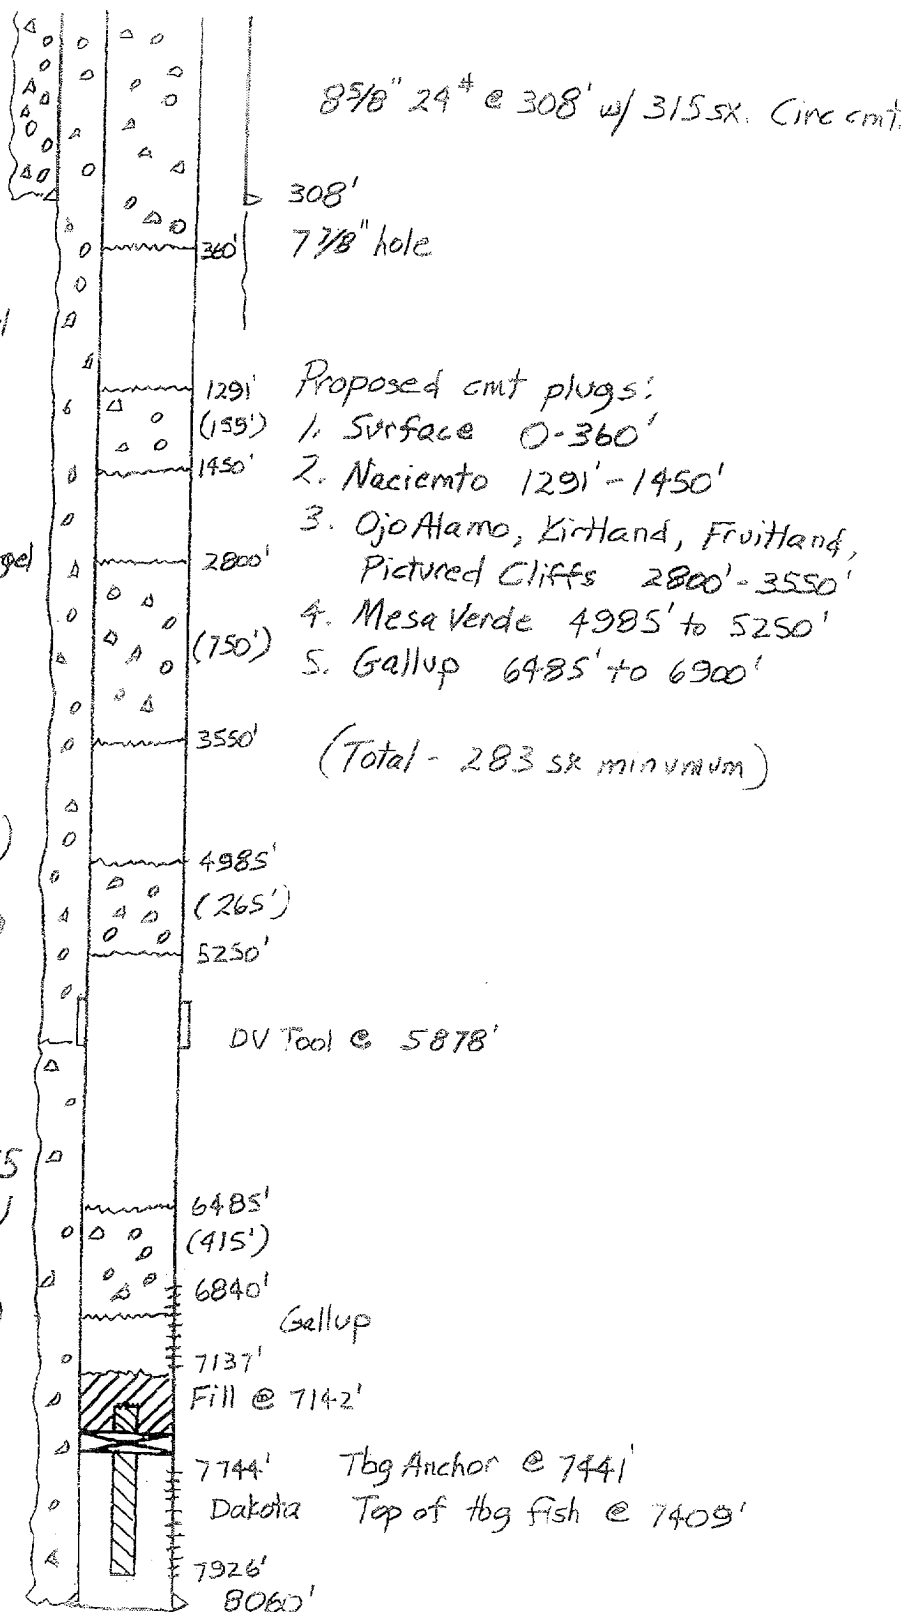 8 5/8" 24# @ 308' w/ 315 sx. Circ cmt.
308'
7 7/8" hole
360'
1291'
(155')
1450'
Proposed cmt plugs:
1. Surface 0-360'
2. Naciemto 1291'-1450'
3. Ojo Alamo, Kirtland, Fruitland,
Pictured Cliffs 2800'-3550'
4. Mesa Verde 4985' to 5250'
5. Gallup 6485' to 6900'
(Total - 283 sx minumum)
gel
2800'
(750')
3550'
4985'
(265')
5250'
DV Tool @ 5878'
6485'
(415')
6840'
Gallup
7137'
Fill @ 7142'
7744' Tbg Anchor @ 7441'
Dakota Top of tbg fish @ 7409'
7926'
8060'